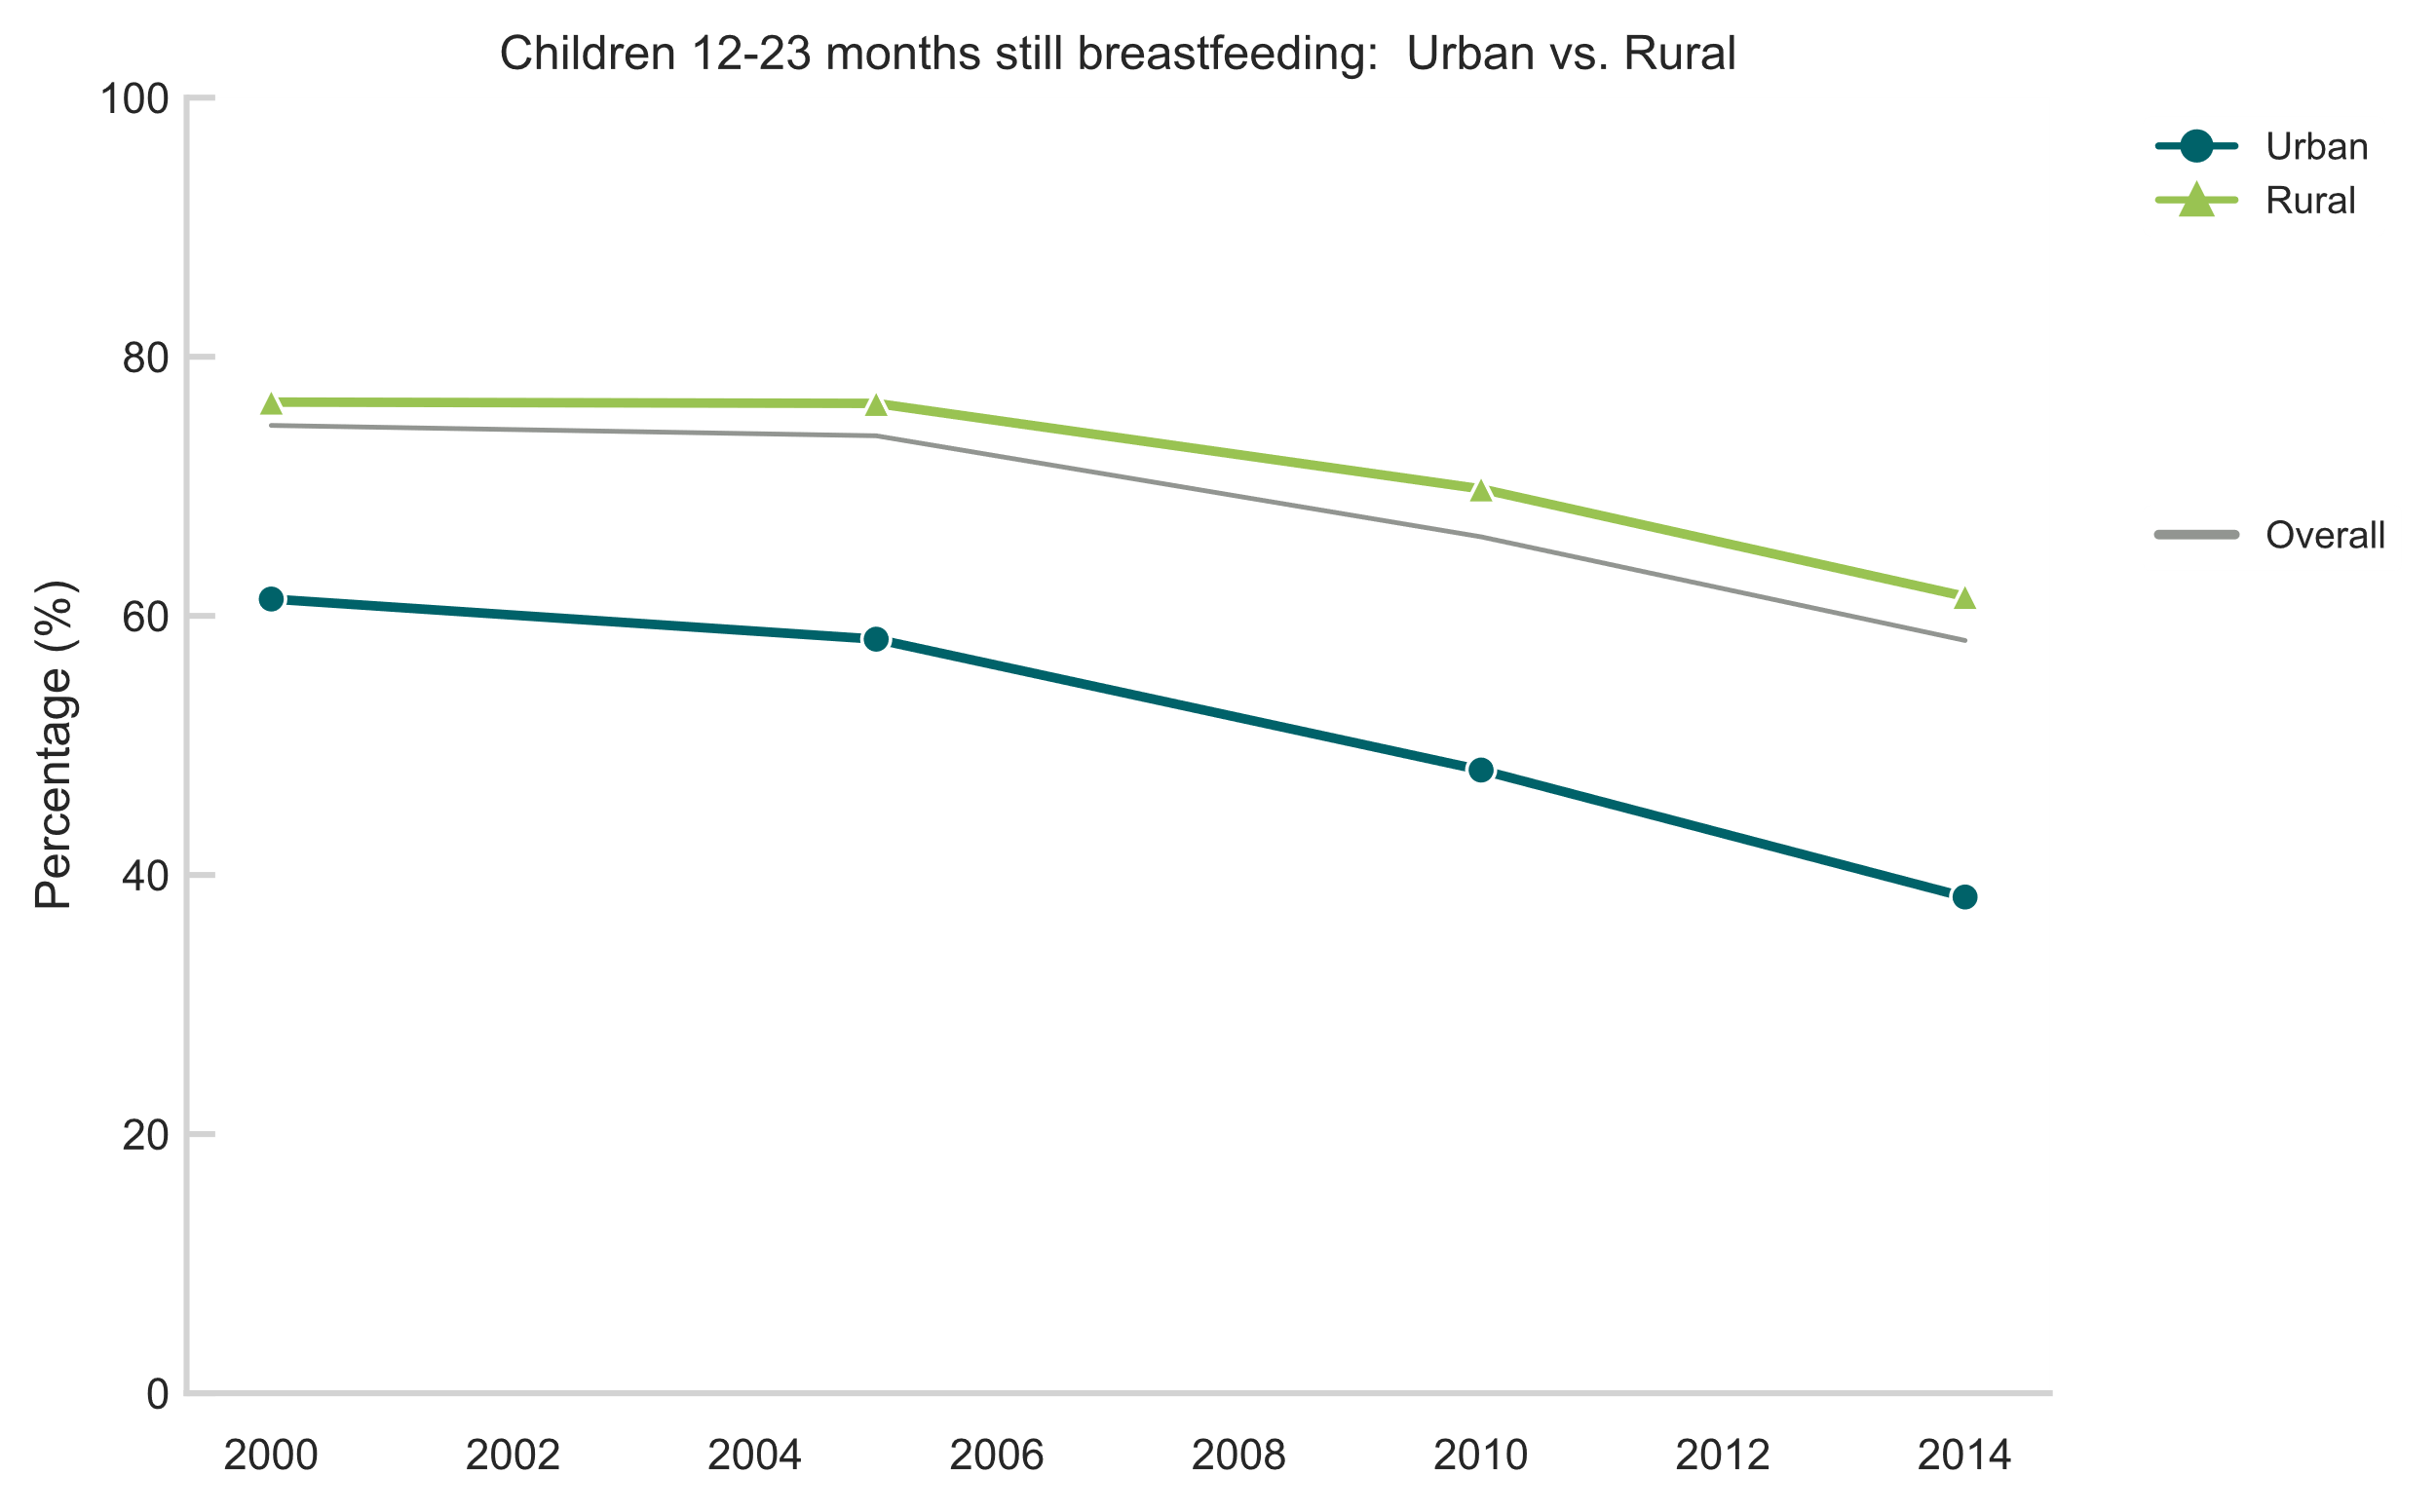 Children 12-23 months still breastfeeding:  Urban vs. Rural
100
80
60
40
20
0
Percentage (%)
2000 2002 2004 2006 2008 2010 2012 2014
Urban
Rural
Overall